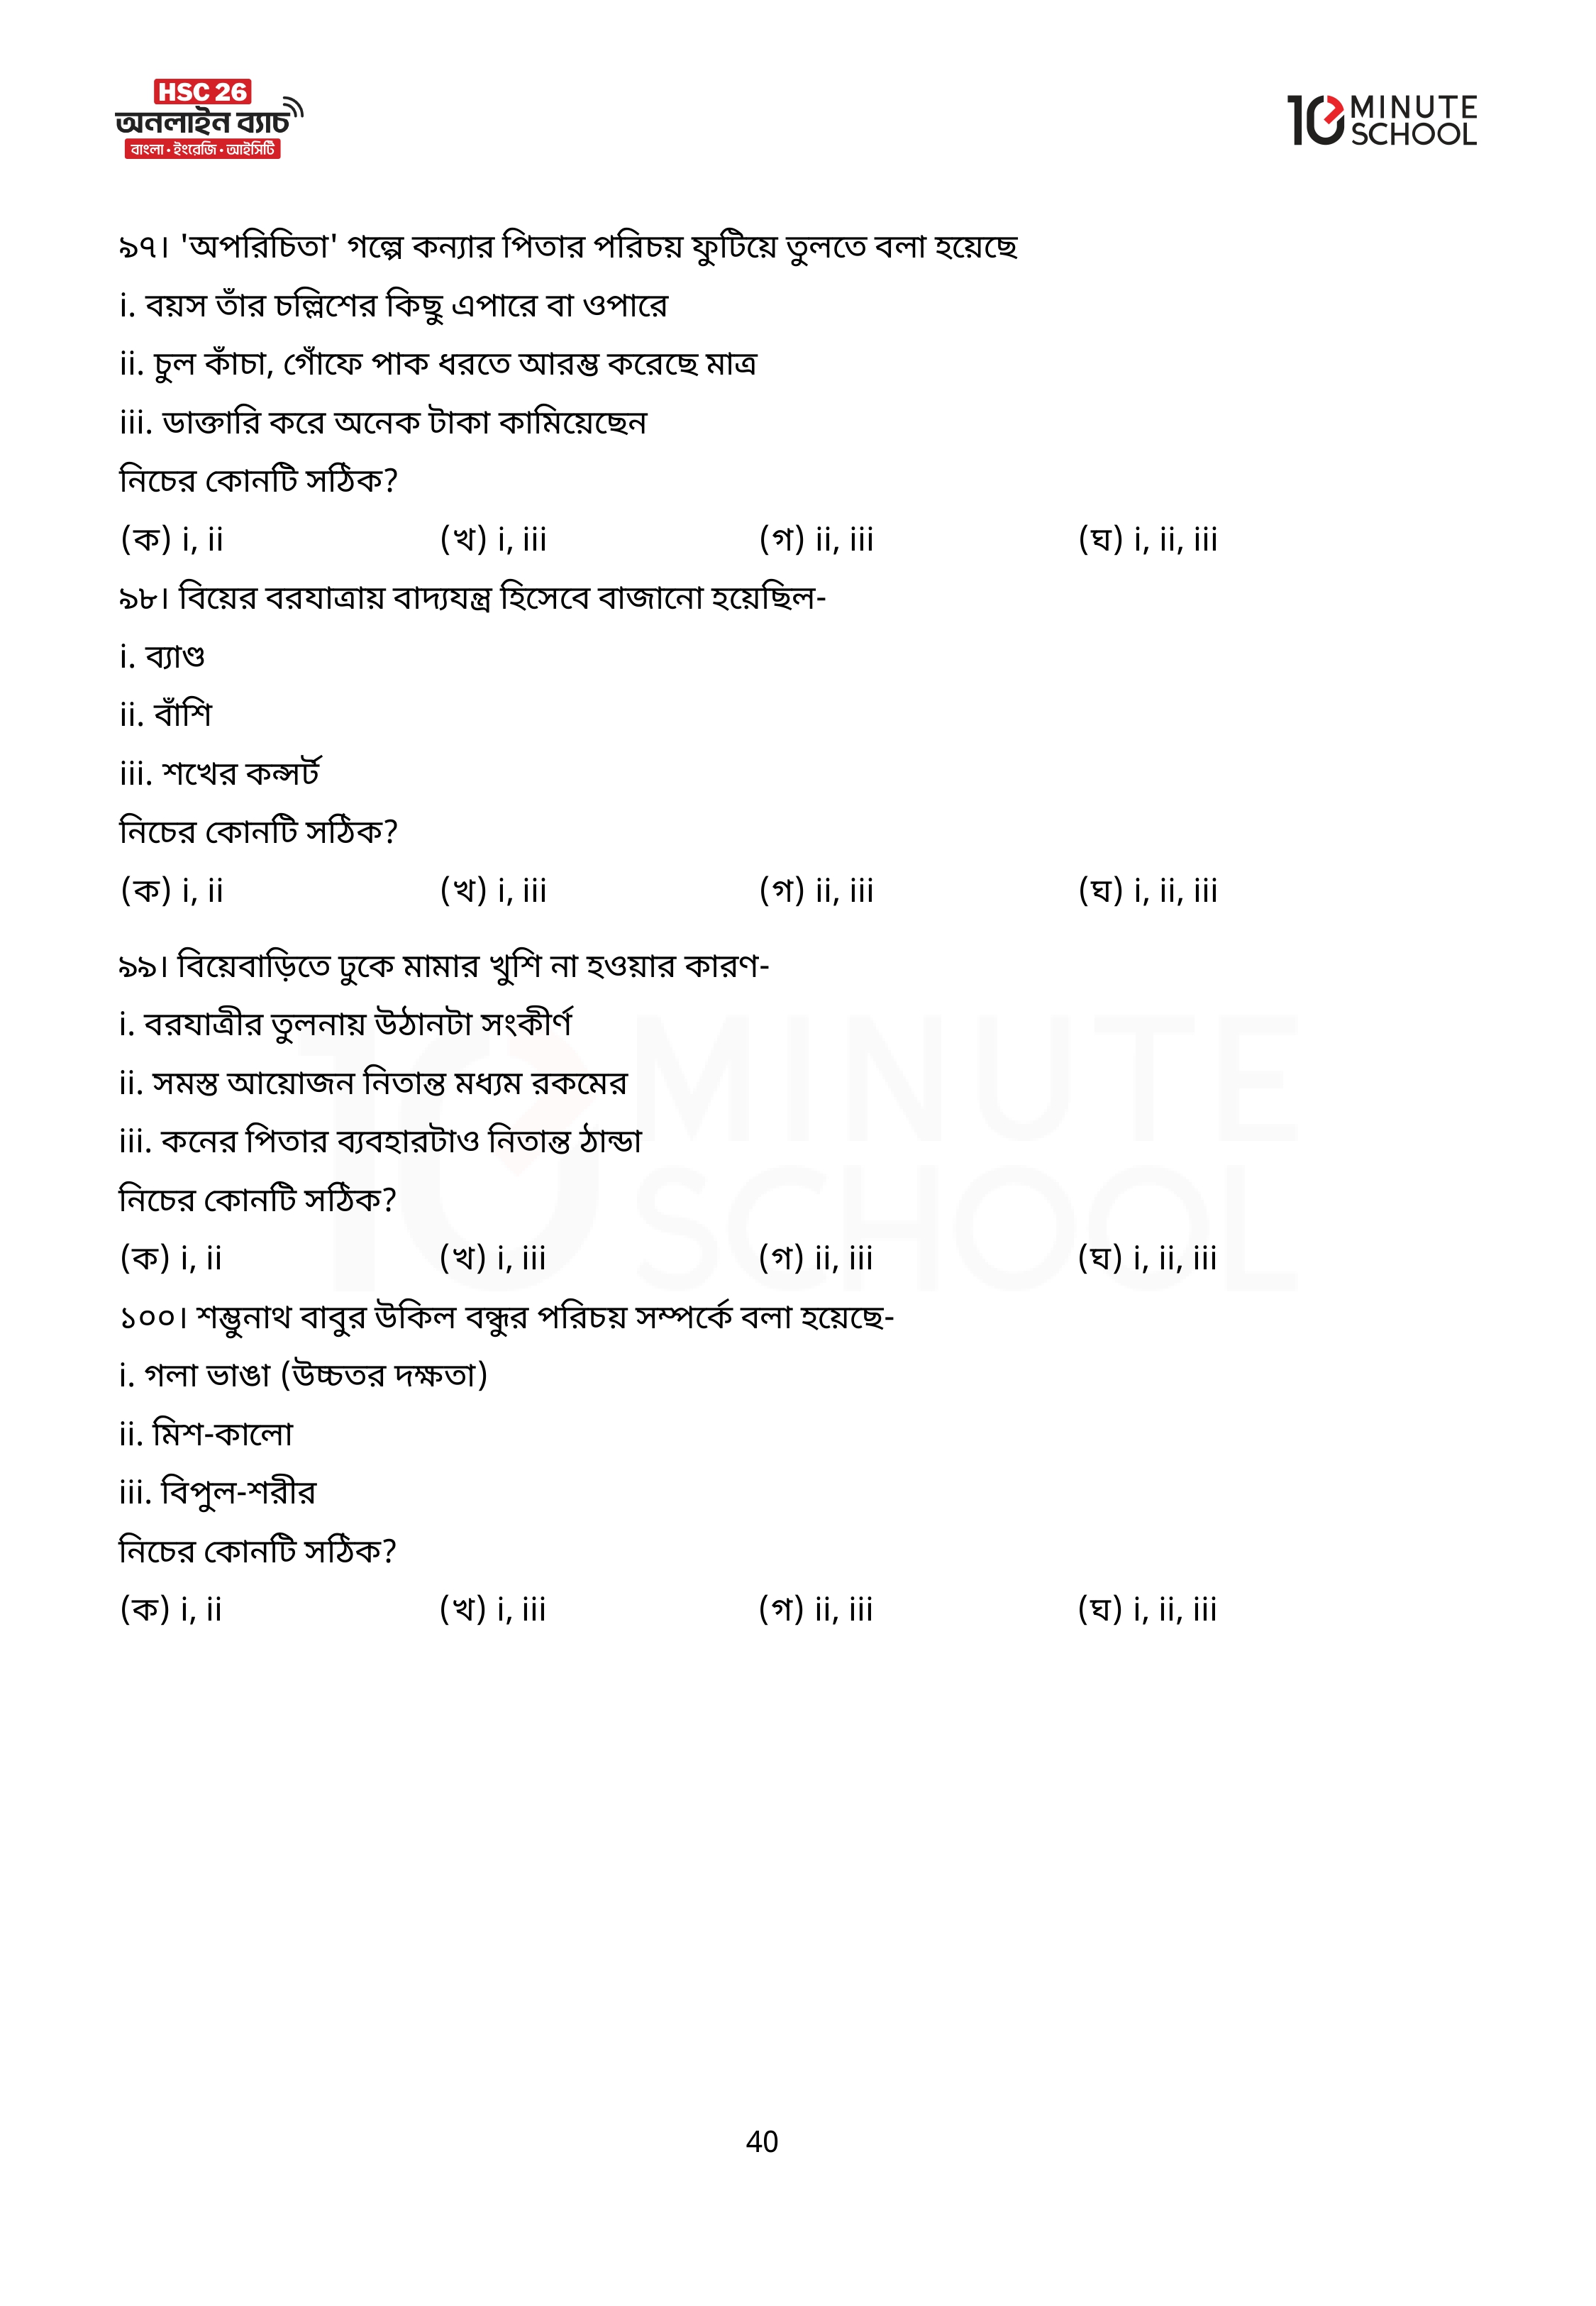 HSC 26
অনলাইন ব্যাচ
বাংলা • ইংরেজি • আইসিটি
10 MINUTE SCHOOL
৯৭। 'অপরিচিতা' গল্পে কন্যার পিতার পরিচয় ফুটিয়ে তুলতে বলা হয়েছে
i. বয়স তাঁর চল্লিশের কিছু এপারে বা ওপারে
ii. চুল কাঁচা, গোঁফে পাক ধরতে আরম্ভ করেছে মাত্র
iii. ডাক্তারি করে অনেক টাকা কামিয়েছেন
নিচের কোনটি সঠিক?
(ক) i, ii (খ) i, iii (গ) ii, iii (ঘ) i, ii, iii
৯৮। বিয়ের বরযাত্রায় বাদ্যযন্ত্র হিসেবে বাজানো হয়েছিল-
i. ব্যাণ্ড
ii. বাঁশি
iii. শখের কন্সর্ট
নিচের কোনটি সঠিক?
(ক) i, ii (খ) i, iii (গ) ii, iii (ঘ) i, ii, iii
৯৯। বিয়েবাড়িতে ঢুকে মামার খুশি না হওয়ার কারণ-
i. বরযাত্রীর তুলনায় উঠানটা সংকীর্ণ
ii. সমস্ত আয়োজন নিতান্ত মধ্যম রকমের
iii. কনের পিতার ব্যবহারটাও নিতান্ত ঠান্ডা
নিচের কোনটি সঠিক?
(ক) i, ii (খ) i, iii (গ) ii, iii (ঘ) i, ii, iii
১০০। শম্ভুনাথ বাবুর উকিল বন্ধুর পরিচয় সম্পর্কে বলা হয়েছে-
i. গলা ভাঙা (উচ্চতর দক্ষতা)
ii. মিশ-কালো
iii. বিপুল-শরীর
নিচের কোনটি সঠিক?
(ক) i, ii (খ) i, iii (গ) ii, iii (ঘ) i, ii, iii
40